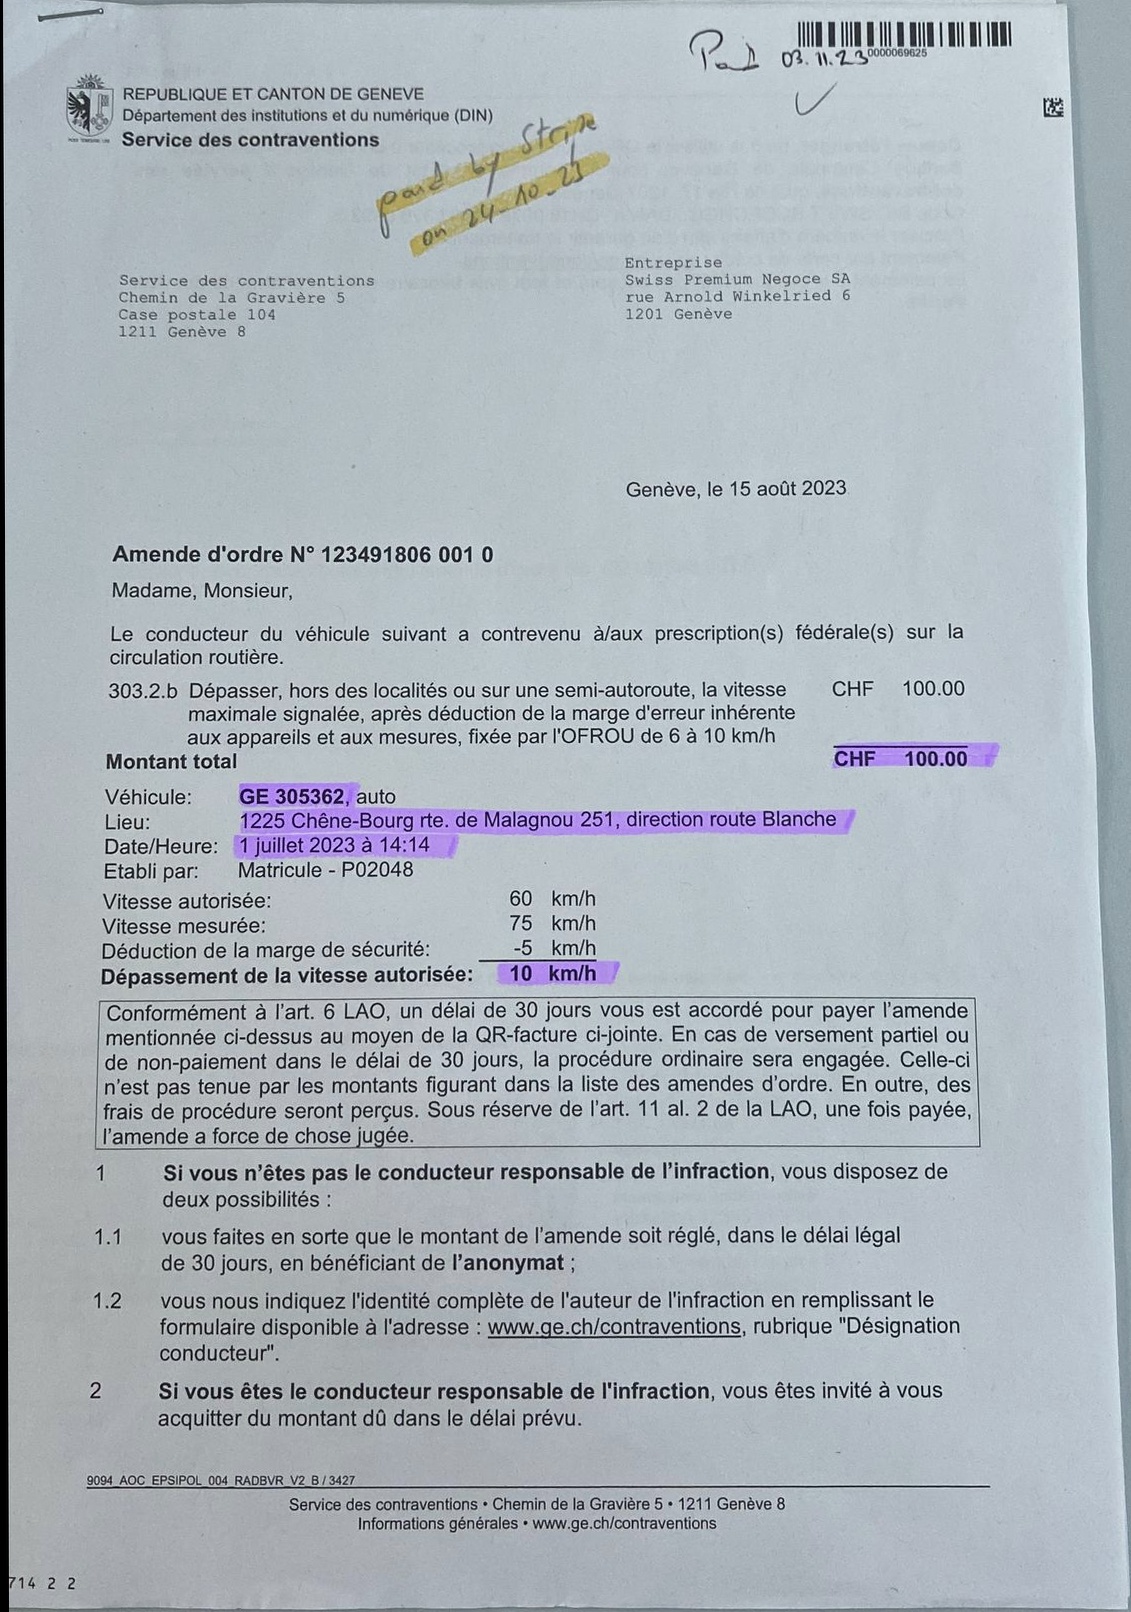 Paid 03.11.23
0000069625
REPUBLIQUE ET CANTON DE GENEVE
Département des institutions et du numérique (DIN)
Service des contraventions
paid by Stripe
on 24-10-23
Service des contraventions
Chemin de la Gravière 5
Case postale 104
1211 Genève 8
Entreprise
Swiss Premium Negoce SA
rue Arnold Winkelried 6
1201 Genève
Genève, le 15 août 2023
Amende d'ordre N° 123491806 001 0
Madame, Monsieur,
Le conducteur du véhicule suivant a contrevenu à/aux prescription(s) fédérale(s) sur la
circulation routière.
303.2.b Dépasser, hors des localités ou sur une semi-autoroute, la vitesse CHF 100.00
maximale signalée, après déduction de la marge d'erreur inhérente
aux appareils et aux mesures, fixée par l'OFROU de 6 à 10 km/h
Montant total CHF 100.00
Véhicule: GE 305362, auto
Lieu: 1225 Chêne-Bourg rte. de Malagnou 251, direction route Blanche
Date/Heure: 1 juillet 2023 à 14:14
Etabli par: Matricule - P02048
Vitesse autorisée: 60 km/h
Vitesse mesurée: 75 km/h
Déduction de la marge de sécurité: -5 km/h
Dépassement de la vitesse autorisée: 10 km/h
Conformément à l'art. 6 LAO, un délai de 30 jours vous est accordé pour payer l'amende
mentionnée ci-dessus au moyen de la QR-facture ci-jointe. En cas de versement partiel ou
de non-paiement dans le délai de 30 jours, la procédure ordinaire sera engagée. Celle-ci
n'est pas tenue par les montants figurant dans la liste des amendes d'ordre. En outre, des
frais de procédure seront perçus. Sous réserve de l'art. 11 al. 2 de la LAO, une fois payée,
l'amende a force de chose jugée.
1 Si vous n'êtes pas le conducteur responsable de l'infraction, vous disposez de
deux possibilités :
1.1 vous faites en sorte que le montant de l'amende soit réglé, dans le délai légal
de 30 jours, en bénéficiant de l'anonymat ;
1.2 vous nous indiquez l'identité complète de l'auteur de l'infraction en remplissant le
formulaire disponible à l'adresse : www.ge.ch/contraventions, rubrique "Désignation
conducteur".
2 Si vous êtes le conducteur responsable de l'infraction, vous êtes invité à vous
acquitter du montant dû dans le délai prévu.
9094_AOC_EPSIPOL_004_RADBVR_V2_B / 3427
Service des contraventions • Chemin de la Gravière 5 • 1211 Genève 8
Informations générales • www.ge.ch/contraventions
714 2 2